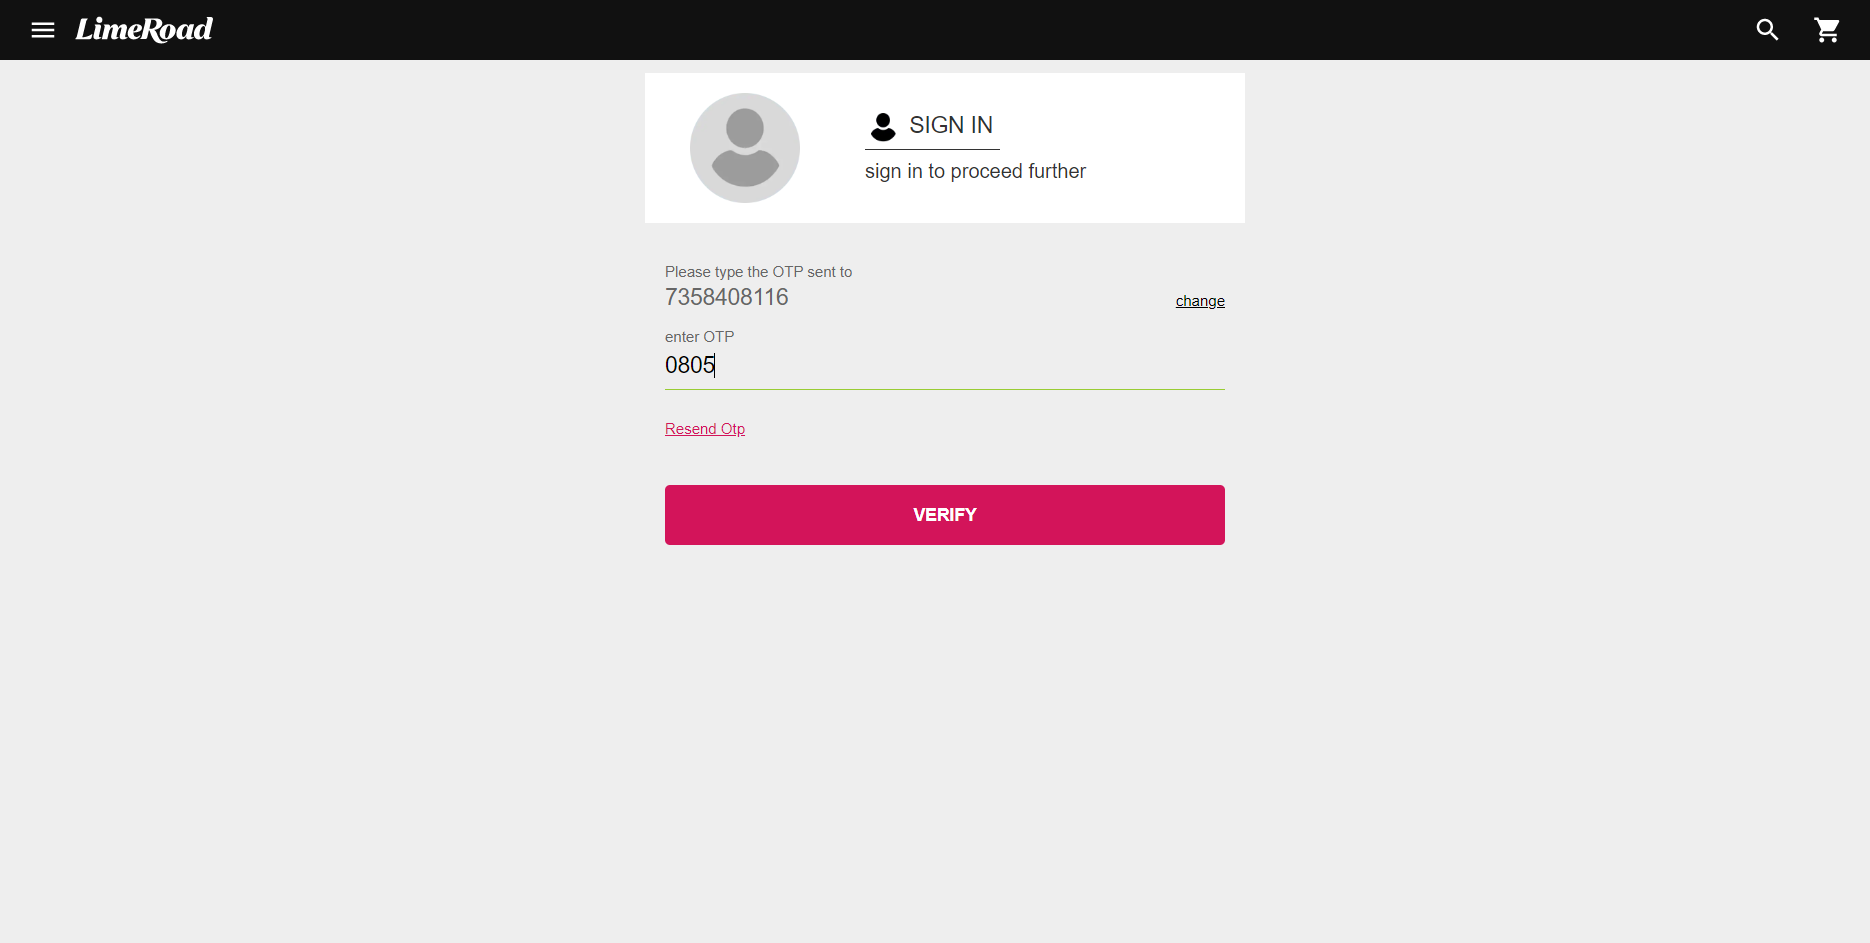 LimeRoad
SIGN IN
sign in to proceed further
Please type the OTP sent to
7358408116
change
enter OTP
0805
Resend Otp
VERIFY